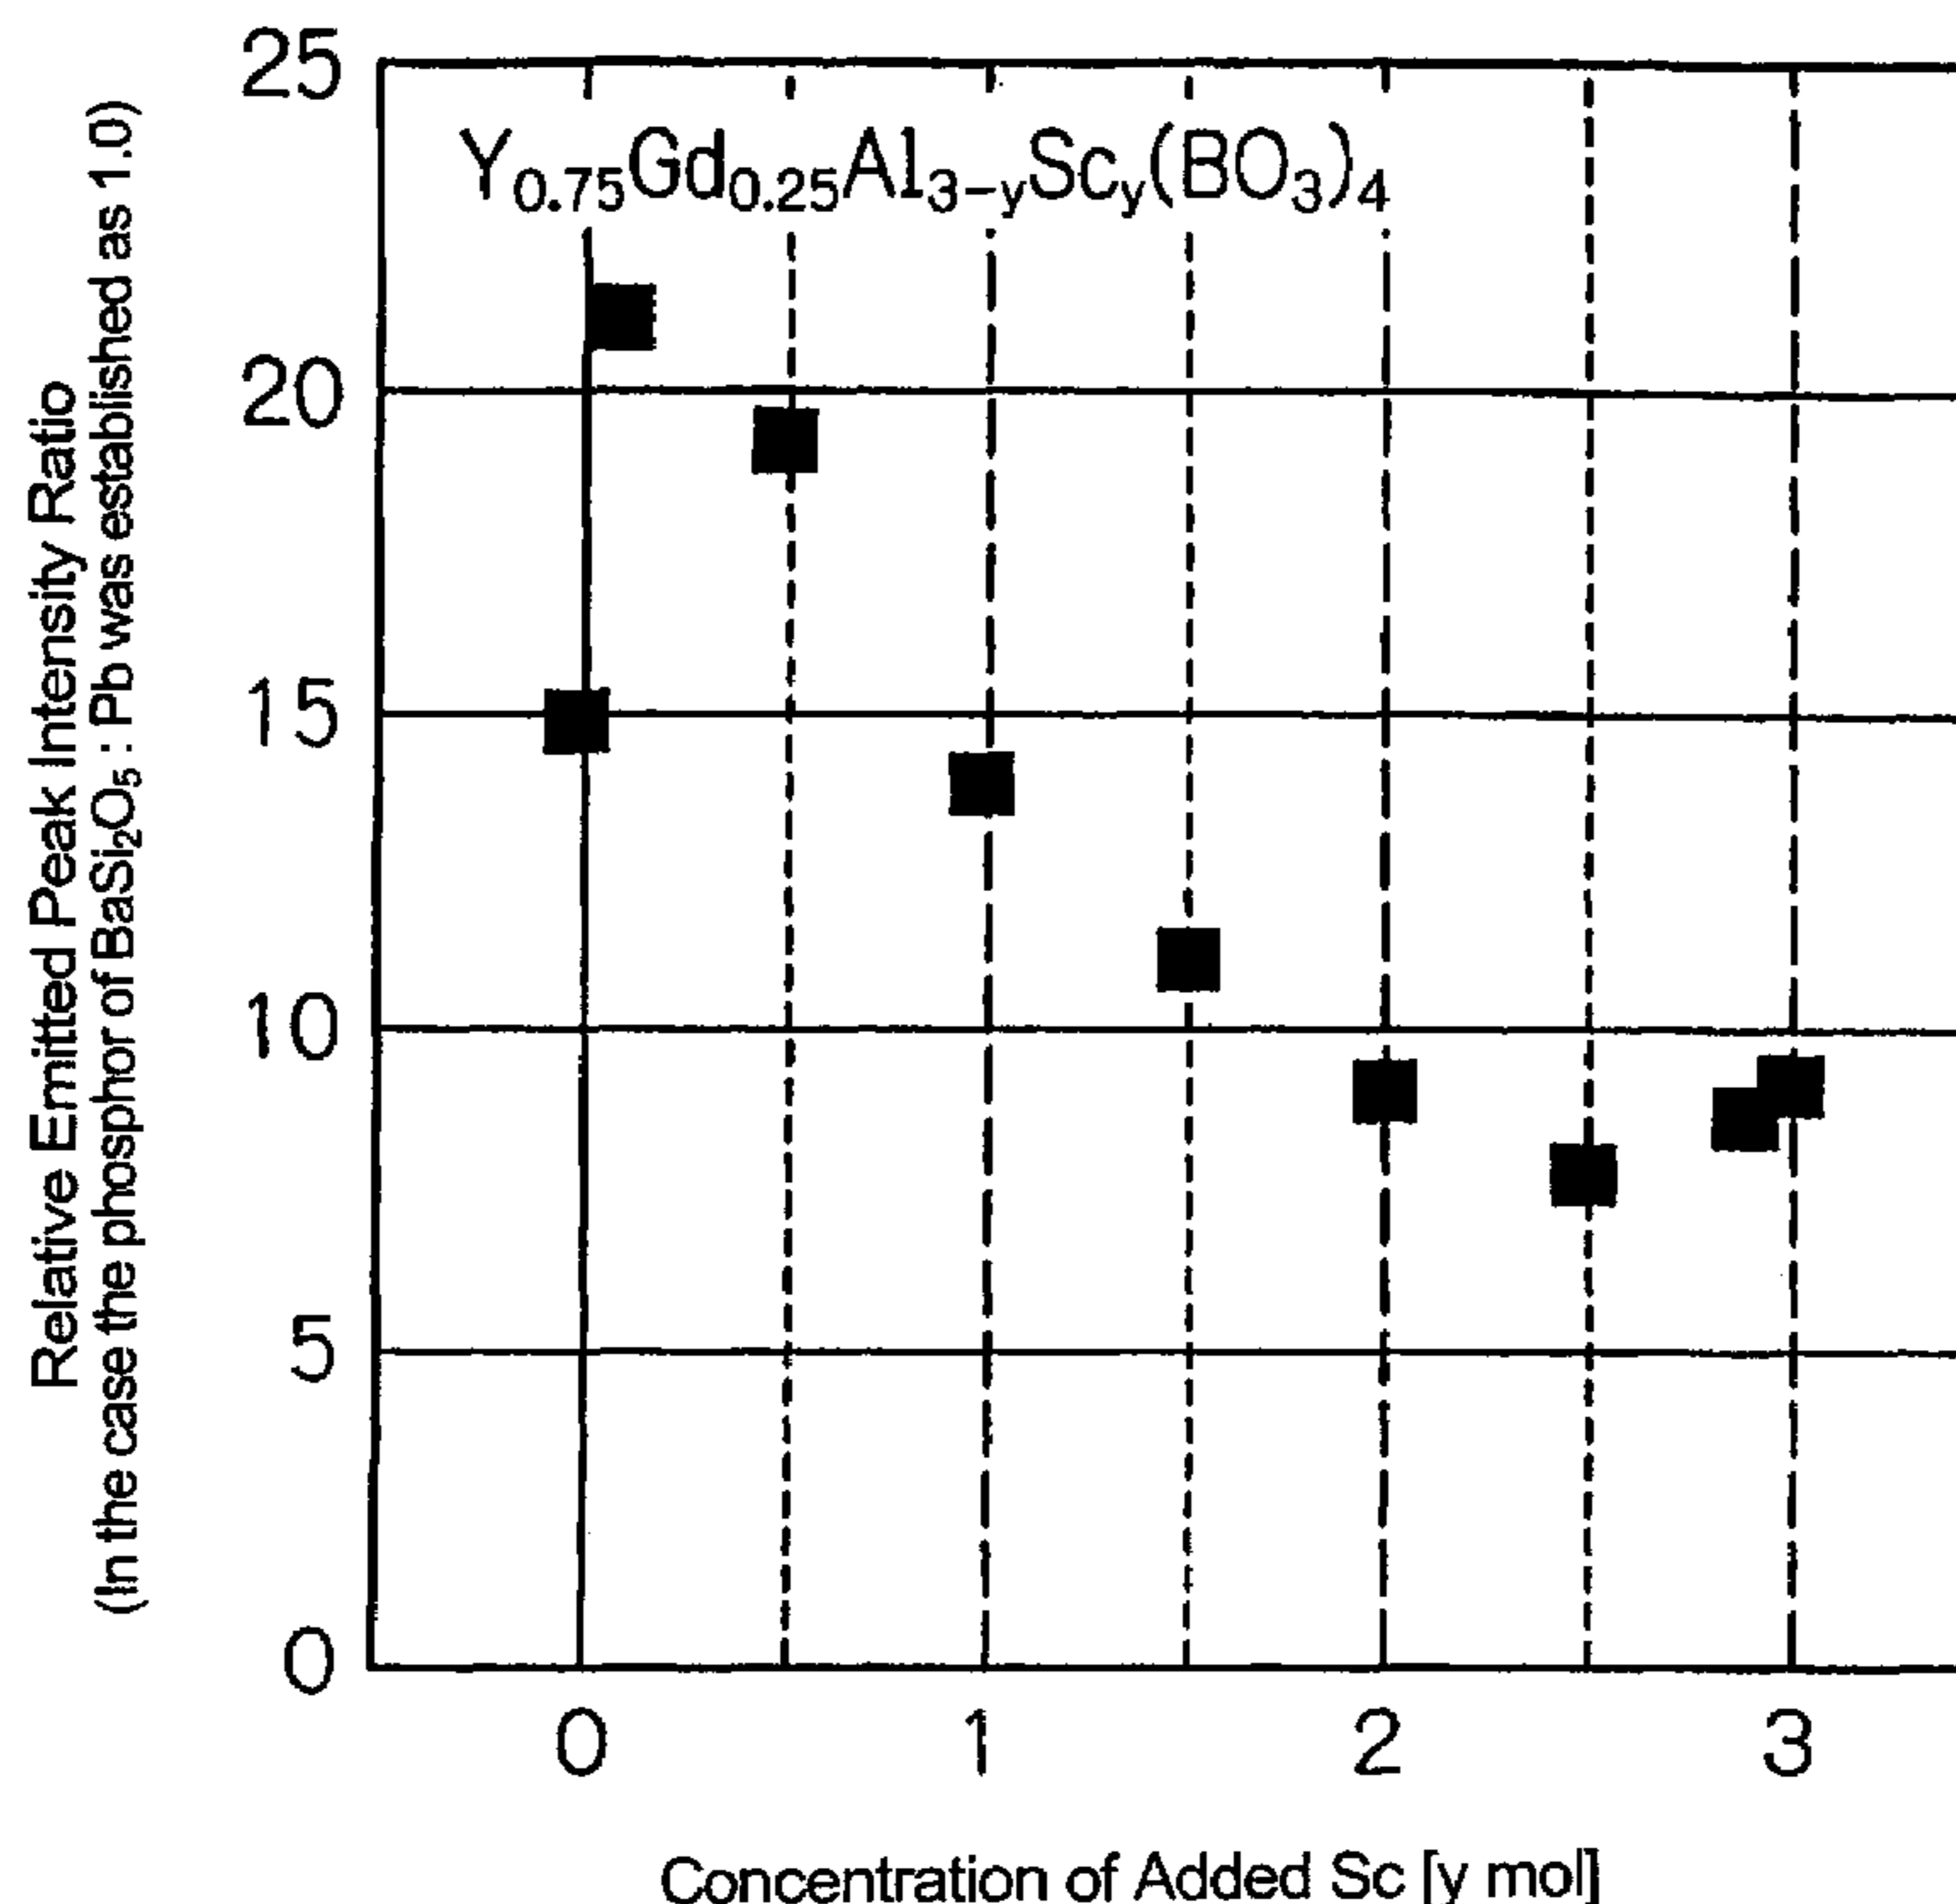 Relative Emitted Peak Intensity Ratio
(In the case the phosphor of BaSi₂O₅ : Pb was established as 1.0)
25
20
15
10
5
0
Y₀.₇₅Gd₀.₂₅Al₃₋yScy(BO₃)₄
0 1 2 3
Concentration of Added Sc [y mol]